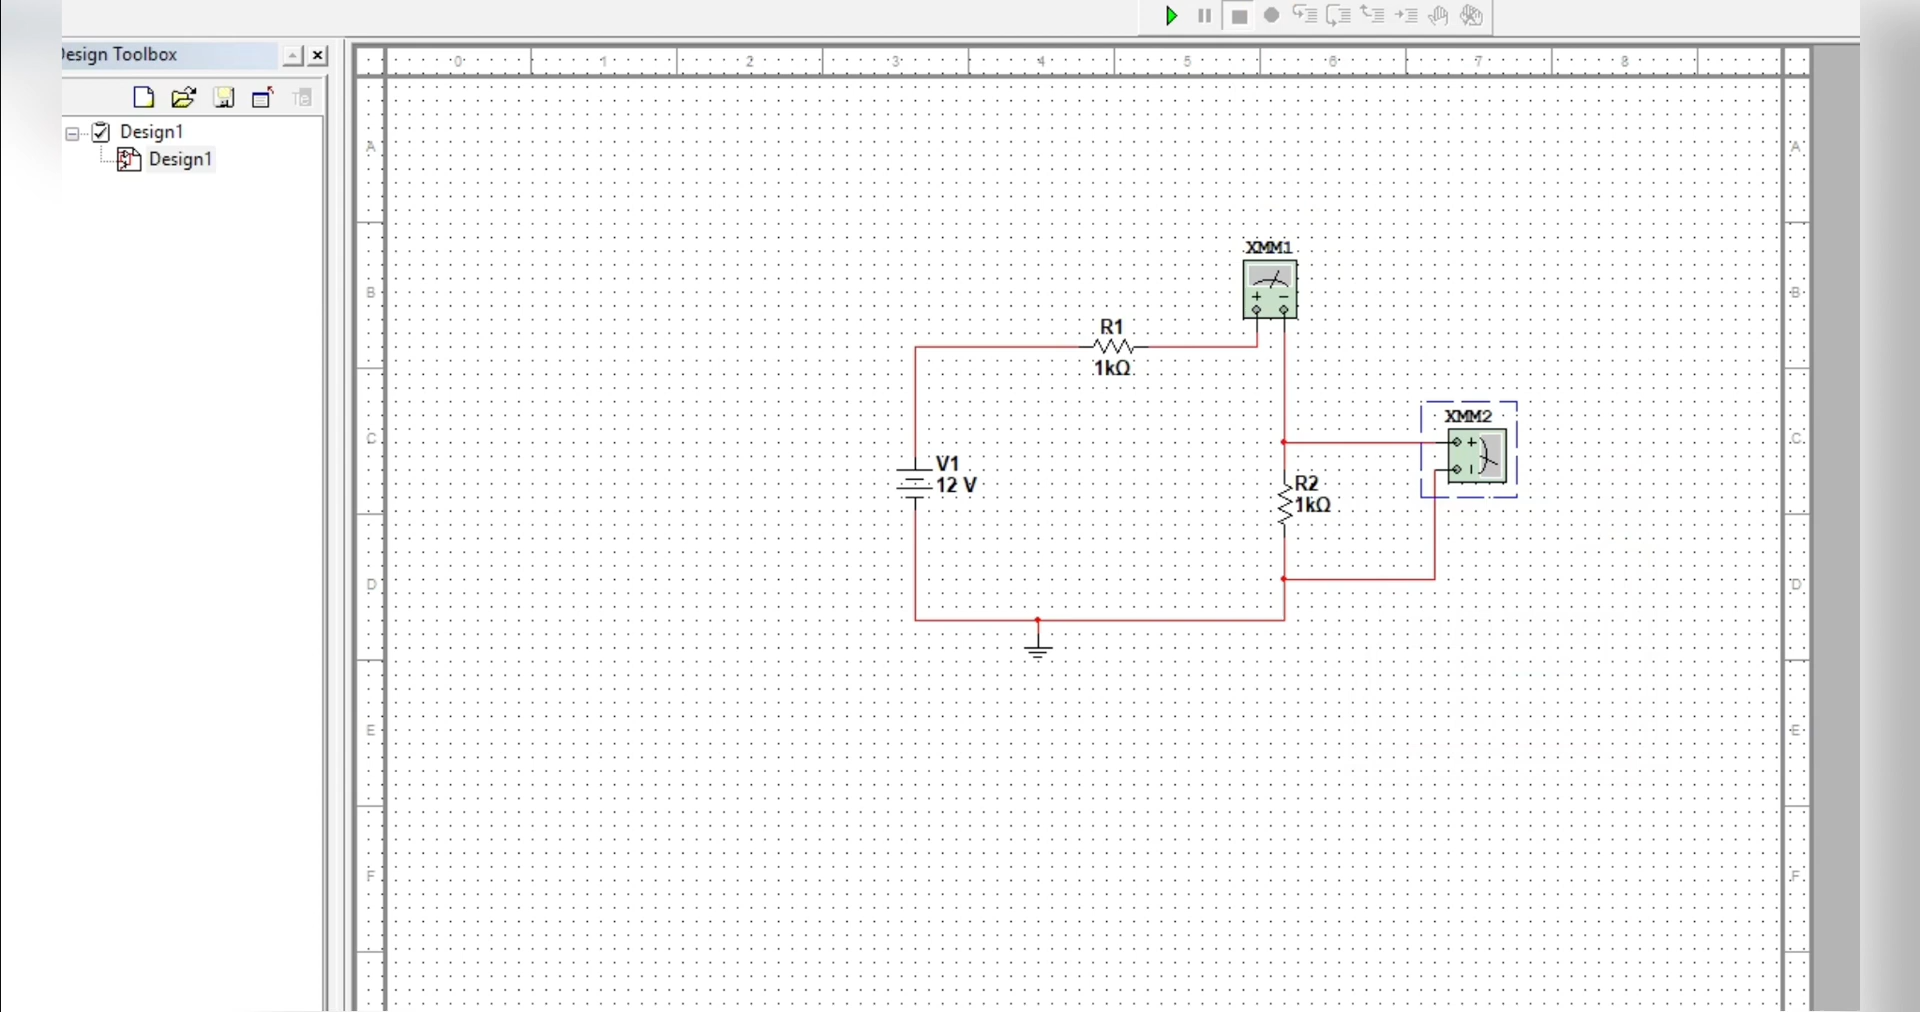 Design Toolbox
Design1
Design1
0 1 2 3 4 5 6 7 8
A A
B B
C C
D D
E E
F F
XMM1
+ −
R1
1kΩ
XMM2
+
V1
12 V
R2
1kΩ